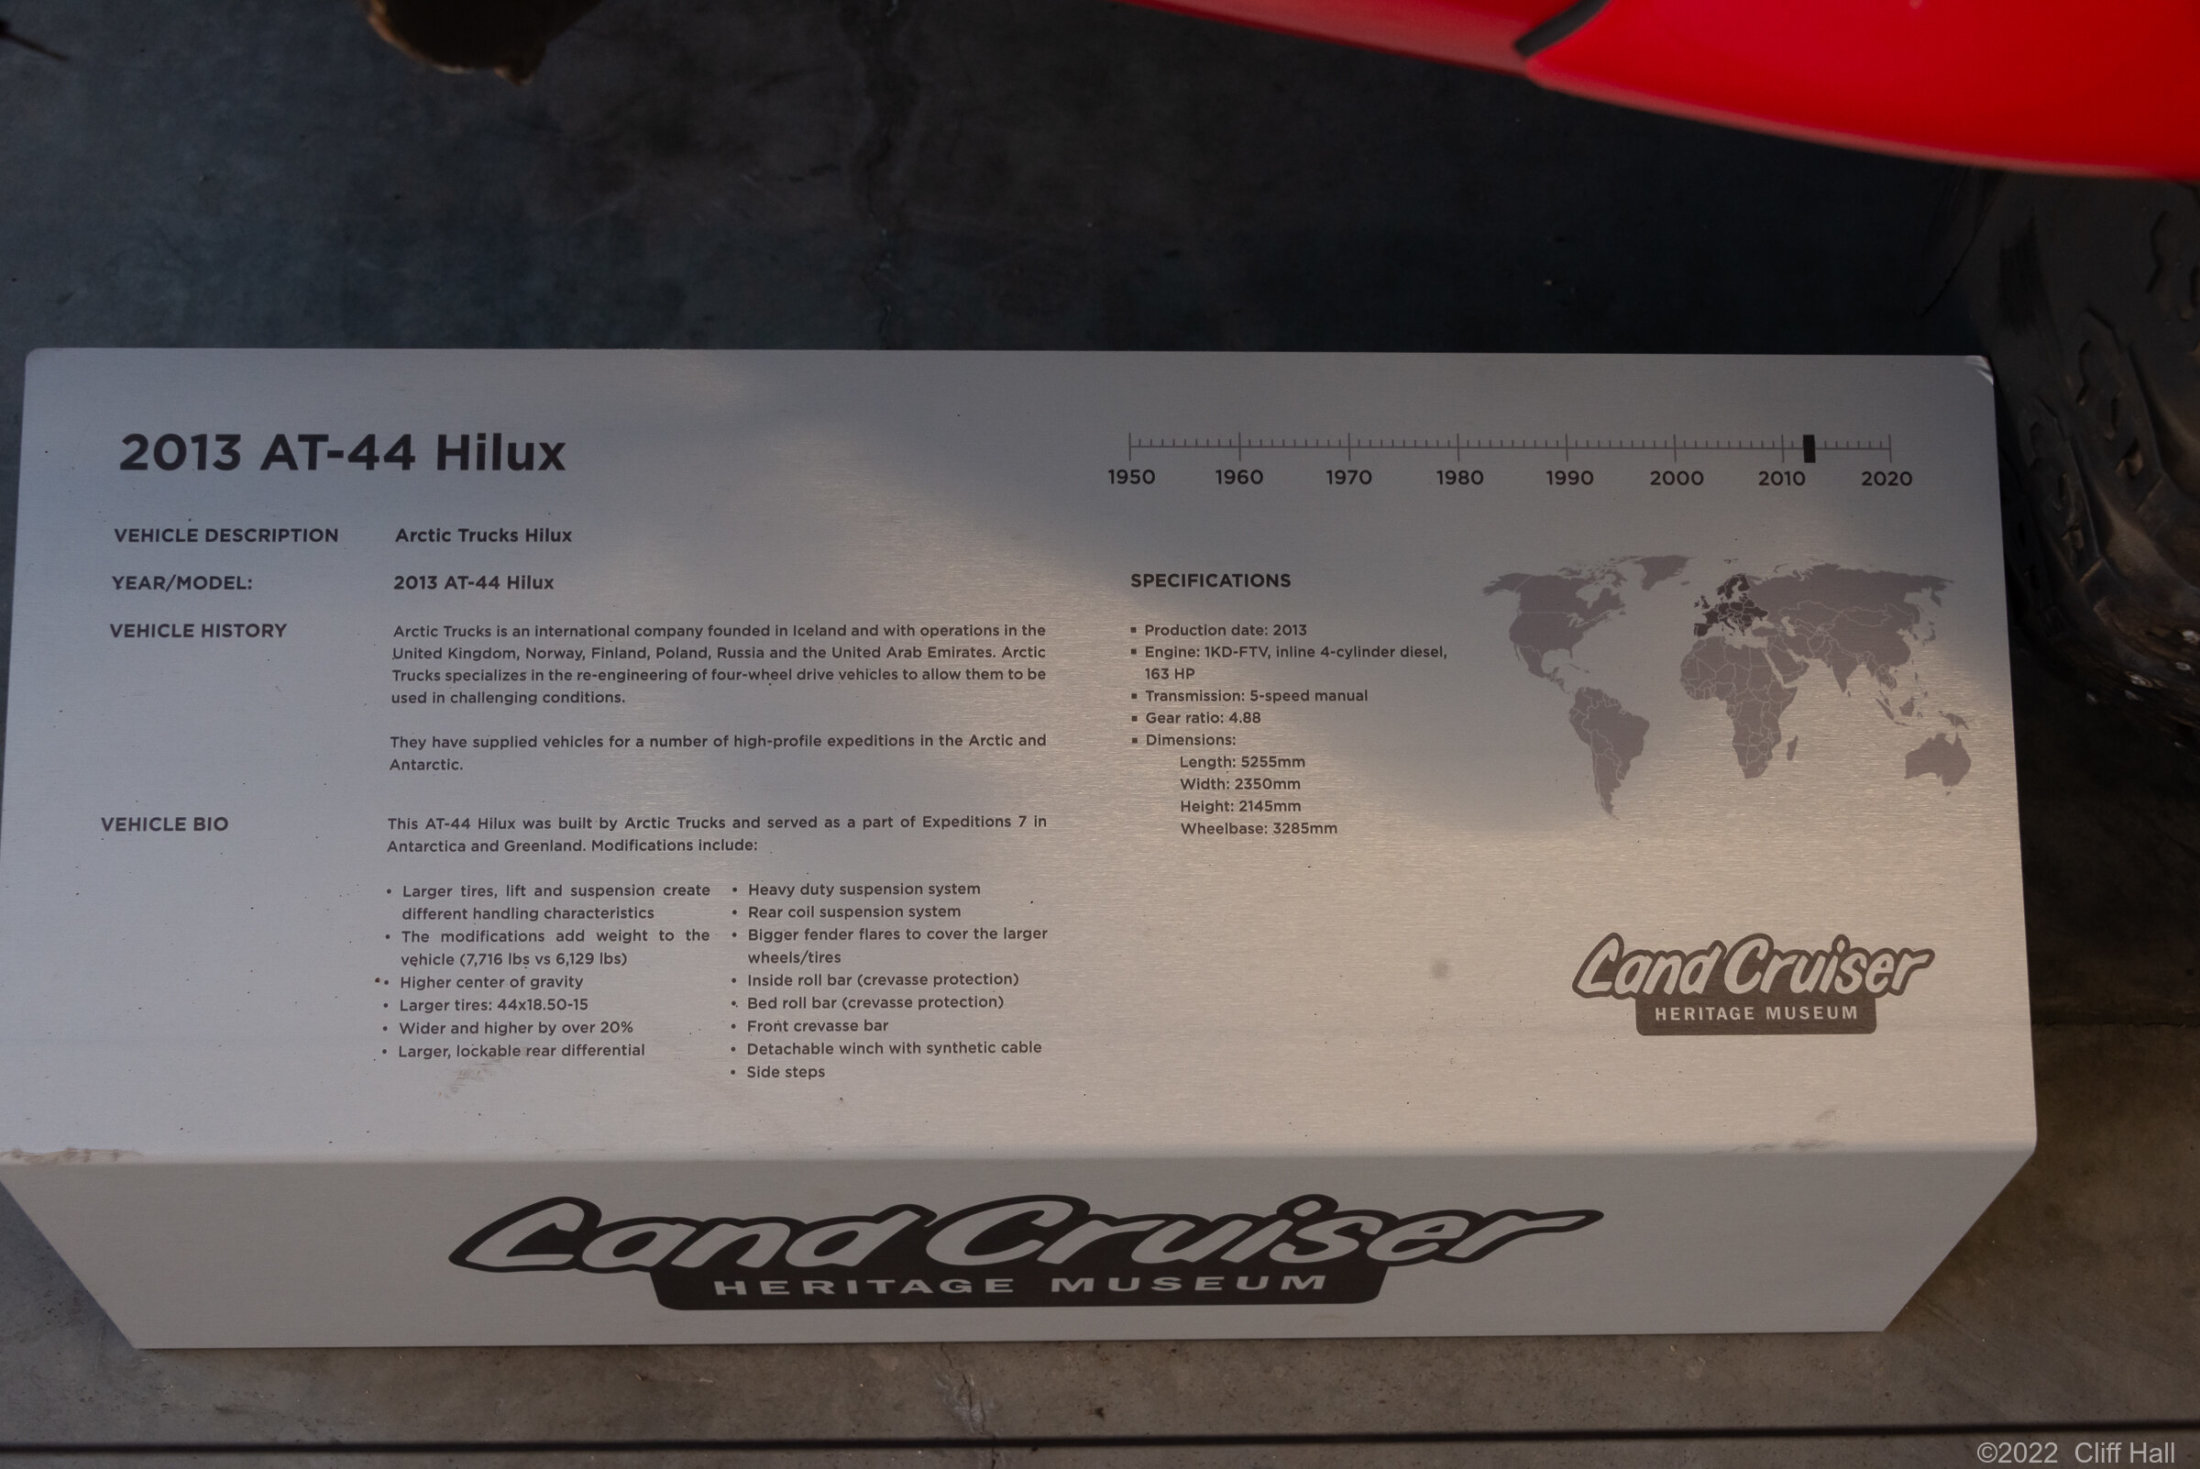 2013 AT-44 Hilux
1950 1960 1970 1980 1990 2000 2010 2020
VEHICLE DESCRIPTION
Arctic Trucks Hilux
YEAR/MODEL:
2013 AT-44 Hilux
VEHICLE HISTORY
Arctic Trucks is an international company founded in Iceland and with operations in the
United Kingdom, Norway, Finland, Poland, Russia and the United Arab Emirates. Arctic
Trucks specializes in the re-engineering of four-wheel drive vehicles to allow them to be
used in challenging conditions.
They have supplied vehicles for a number of high-profile expeditions in the Arctic and
Antarctic.
VEHICLE BIO
This AT-44 Hilux was built by Arctic Trucks and served as a part of Expeditions 7 in
Antarctica and Greenland. Modifications include:
• Larger tires, lift and suspension create
different handling characteristics
• The modifications add weight to the
vehicle (7,716 lbs vs 6,129 lbs)
• Higher center of gravity
• Larger tires: 44x18.50-15
• Wider and higher by over 20%
• Larger, lockable rear differential
• Heavy duty suspension system
• Rear coil suspension system
• Bigger fender flares to cover the larger
wheels/tires
• Inside roll bar (crevasse protection)
• Bed roll bar (crevasse protection)
• Front crevasse bar
• Detachable winch with synthetic cable
• Side steps
SPECIFICATIONS
▪ Production date: 2013
▪ Engine: 1KD-FTV, inline 4-cylinder diesel,
163 HP
▪ Transmission: 5-speed manual
▪ Gear ratio: 4.88
▪ Dimensions:
Length: 5255mm
Width: 2350mm
Height: 2145mm
Wheelbase: 3285mm
Land Cruiser
HERITAGE MUSEUM
Land Cruiser
HERITAGE MUSEUM
©2022 Cliff Hall